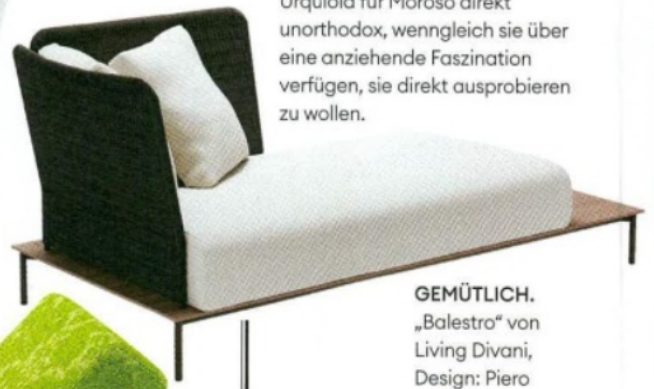 Urquiola für Moroso direkt
unorthodox, wenngleich sie über
eine anziehende Faszination
verfügen, sie direkt ausprobieren
zu wollen.
GEMÜTLICH.
„Balestro“ von
Living Divani,
Design: Piero